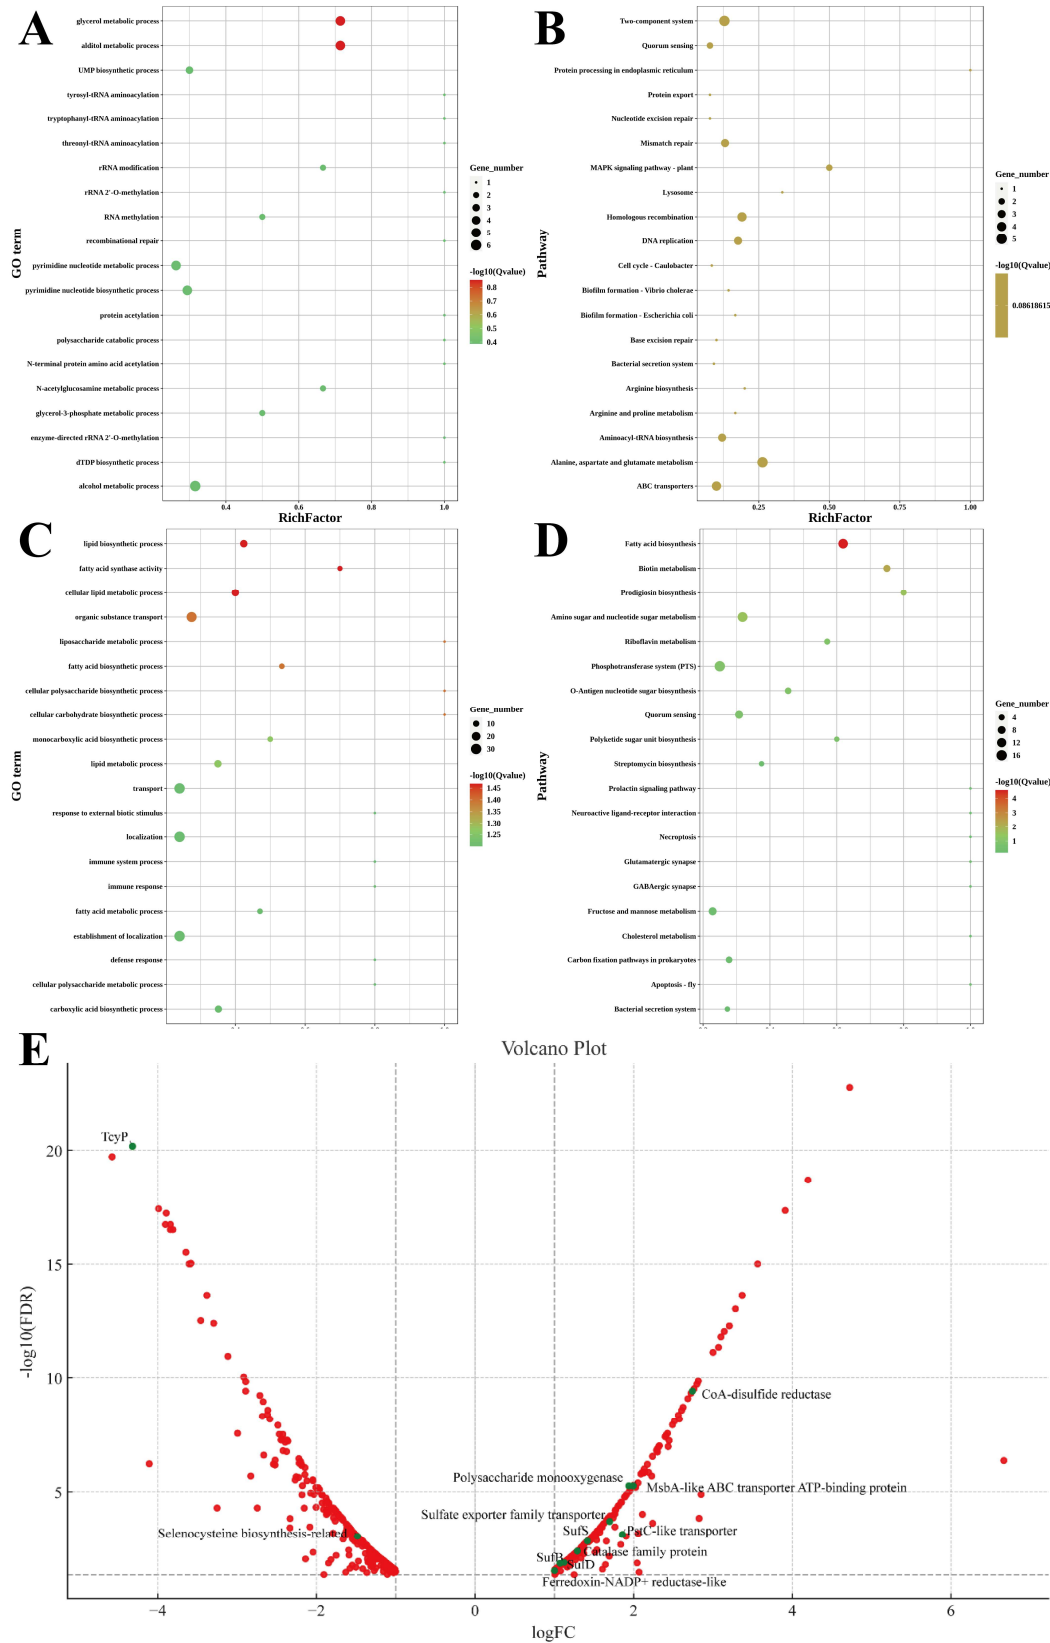 A
GO term
glycerol metabolic process
alditol metabolic process
UMP biosynthetic process
tyrosyl-tRNA aminoacylation
tryptophanyl-tRNA aminoacylation
threonyl-tRNA aminoacylation
rRNA modification
rRNA 2'-O-methylation
RNA methylation
recombinational repair
pyrimidine nucleotide metabolic process
pyrimidine nucleotide biosynthetic process
protein acetylation
polysaccharide catabolic process
N-terminal protein amino acid acetylation
N-acetylglucosamine metabolic process
glycerol-3-phosphate metabolic process
enzyme-directed rRNA 2'-O-methylation
dTDP biosynthetic process
alcohol metabolic process
0.4 0.6 0.8 1.0
RichFactor
Gene_number
1
2
3
4
5
6
-log10(Qvalue)
0.8
0.7
0.6
0.5
0.4
B
Pathway
Two-component system
Quorum sensing
Protein processing in endoplasmic reticulum
Protein export
Nucleotide excision repair
Mismatch repair
MAPK signaling pathway - plant
Lysosome
Homologous recombination
DNA replication
Cell cycle - Caulobacter
Biofilm formation - Vibrio cholerae
Biofilm formation - Escherichia coli
Base excision repair
Bacterial secretion system
Arginine biosynthesis
Arginine and proline metabolism
Aminoacyl-tRNA biosynthesis
Alanine, aspartate and glutamate metabolism
ABC transporters
0.25 0.50 0.75 1.00
RichFactor
Gene_number
1
2
3
4
5
-log10(Qvalue)
0.08618615
C
GO term
lipid biosynthetic process
fatty acid synthase activity
cellular lipid metabolic process
organic substance transport
liposaccharide metabolic process
fatty acid biosynthetic process
cellular polysaccharide biosynthetic process
cellular carbohydrate biosynthetic process
monocarboxylic acid biosynthetic process
lipid metabolic process
transport
response to external biotic stimulus
localization
immune system process
immune response
fatty acid metabolic process
establishment of localization
defense response
cellular polysaccharide metabolic process
carboxylic acid biosynthetic process
Gene_number
10
20
30
-log10(Qvalue)
1.45
1.40
1.35
1.30
1.25
D
Pathway
Fatty acid biosynthesis
Biotin metabolism
Prodigiosin biosynthesis
Amino sugar and nucleotide sugar metabolism
Riboflavin metabolism
Phosphotransferase system (PTS)
O-Antigen nucleotide sugar biosynthesis
Quorum sensing
Polyketide sugar unit biosynthesis
Streptomycin biosynthesis
Prolactin signaling pathway
Neuroactive ligand-receptor interaction
Necroptosis
Glutamatergic synapse
GABAergic synapse
Fructose and mannose metabolism
Cholesterol metabolism
Carbon fixation pathways in prokaryotes
Apoptosis - fly
Bacterial secretion system
Gene_number
4
8
12
16
-log10(Qvalue)
4
3
2
1
E
Volcano Plot
-log10(FDR)
20
15
10
5
TcyP
CoA-disulfide reductase
Polysaccharide monooxygenase
MsbA-like ABC transporter ATP-binding protein
Sulfate exporter family transporter
Selenocysteine biosynthesis-related
SufS
PstC-like transporter
Catalase family protein
SufB
SufD
Ferredoxin-NADP+ reductase-like
−4 −2 0 2 4 6
logFC